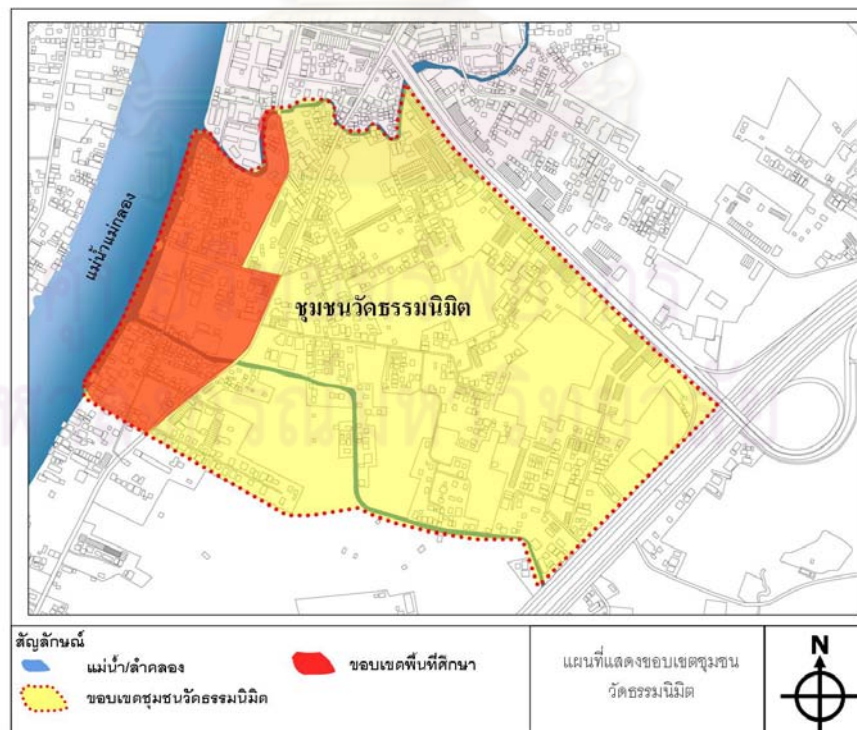 แม่น้ำแม่กลอง
ชุมชนวัดธรรมนิมิต
สัญลักษณ์
แม่น้ำ/ลำคลอง
ขอบเขตพื้นที่ศึกษา
ขอบเขตชุมชนวัดธรรมนิมิต
แผนที่แสดงขอบเขตชุมชน
วัดธรรมนิมิต
N